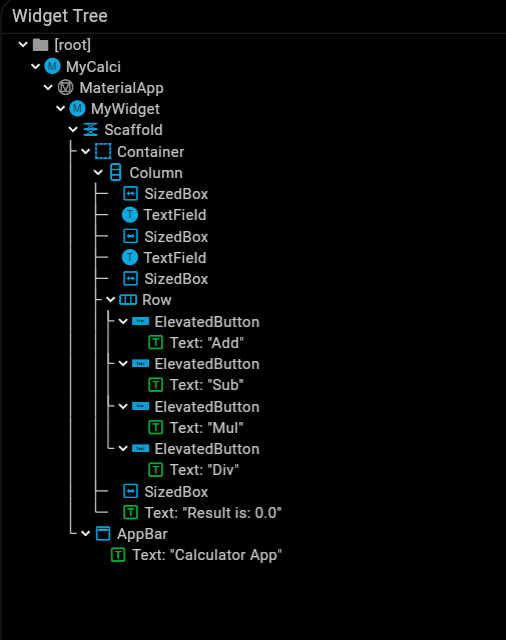 Widget Tree
[root]
MyCalci
MaterialApp
MyWidget
Scaffold
Container
Column
SizedBox
TextField
SizedBox
TextField
SizedBox
Row
ElevatedButton
Text: "Add"
ElevatedButton
Text: "Sub"
ElevatedButton
Text: "Mul"
ElevatedButton
Text: "Div"
SizedBox
Text: "Result is: 0.0"
AppBar
Text: "Calculator App"